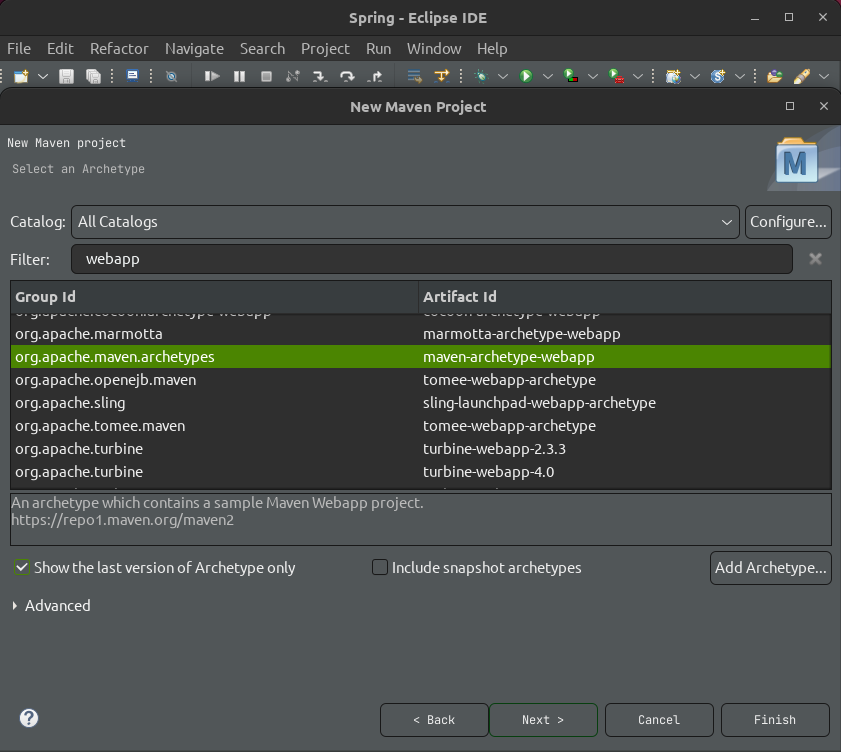 Spring - Eclipse IDE
File Edit Refactor Navigate Search Project Run Window Help
New Maven Project
New Maven project
Select an Archetype
M
Catalog: All Catalogs Configure...
Filter: webapp
Group Id Artifact Id
org.apache.marmotta marmotta-archetype-webapp
org.apache.maven.archetypes maven-archetype-webapp
org.apache.openejb.maven tomee-webapp-archetype
org.apache.sling sling-launchpad-webapp-archetype
org.apache.tomee.maven tomee-webapp-archetype
org.apache.turbine turbine-webapp-2.3.3
org.apache.turbine turbine-webapp-4.0
An archetype which contains a sample Maven Webapp project.
https://repo1.maven.org/maven2
Show the last version of Archetype only Include snapshot archetypes Add Archetype...
Advanced
? < Back Next > Cancel Finish